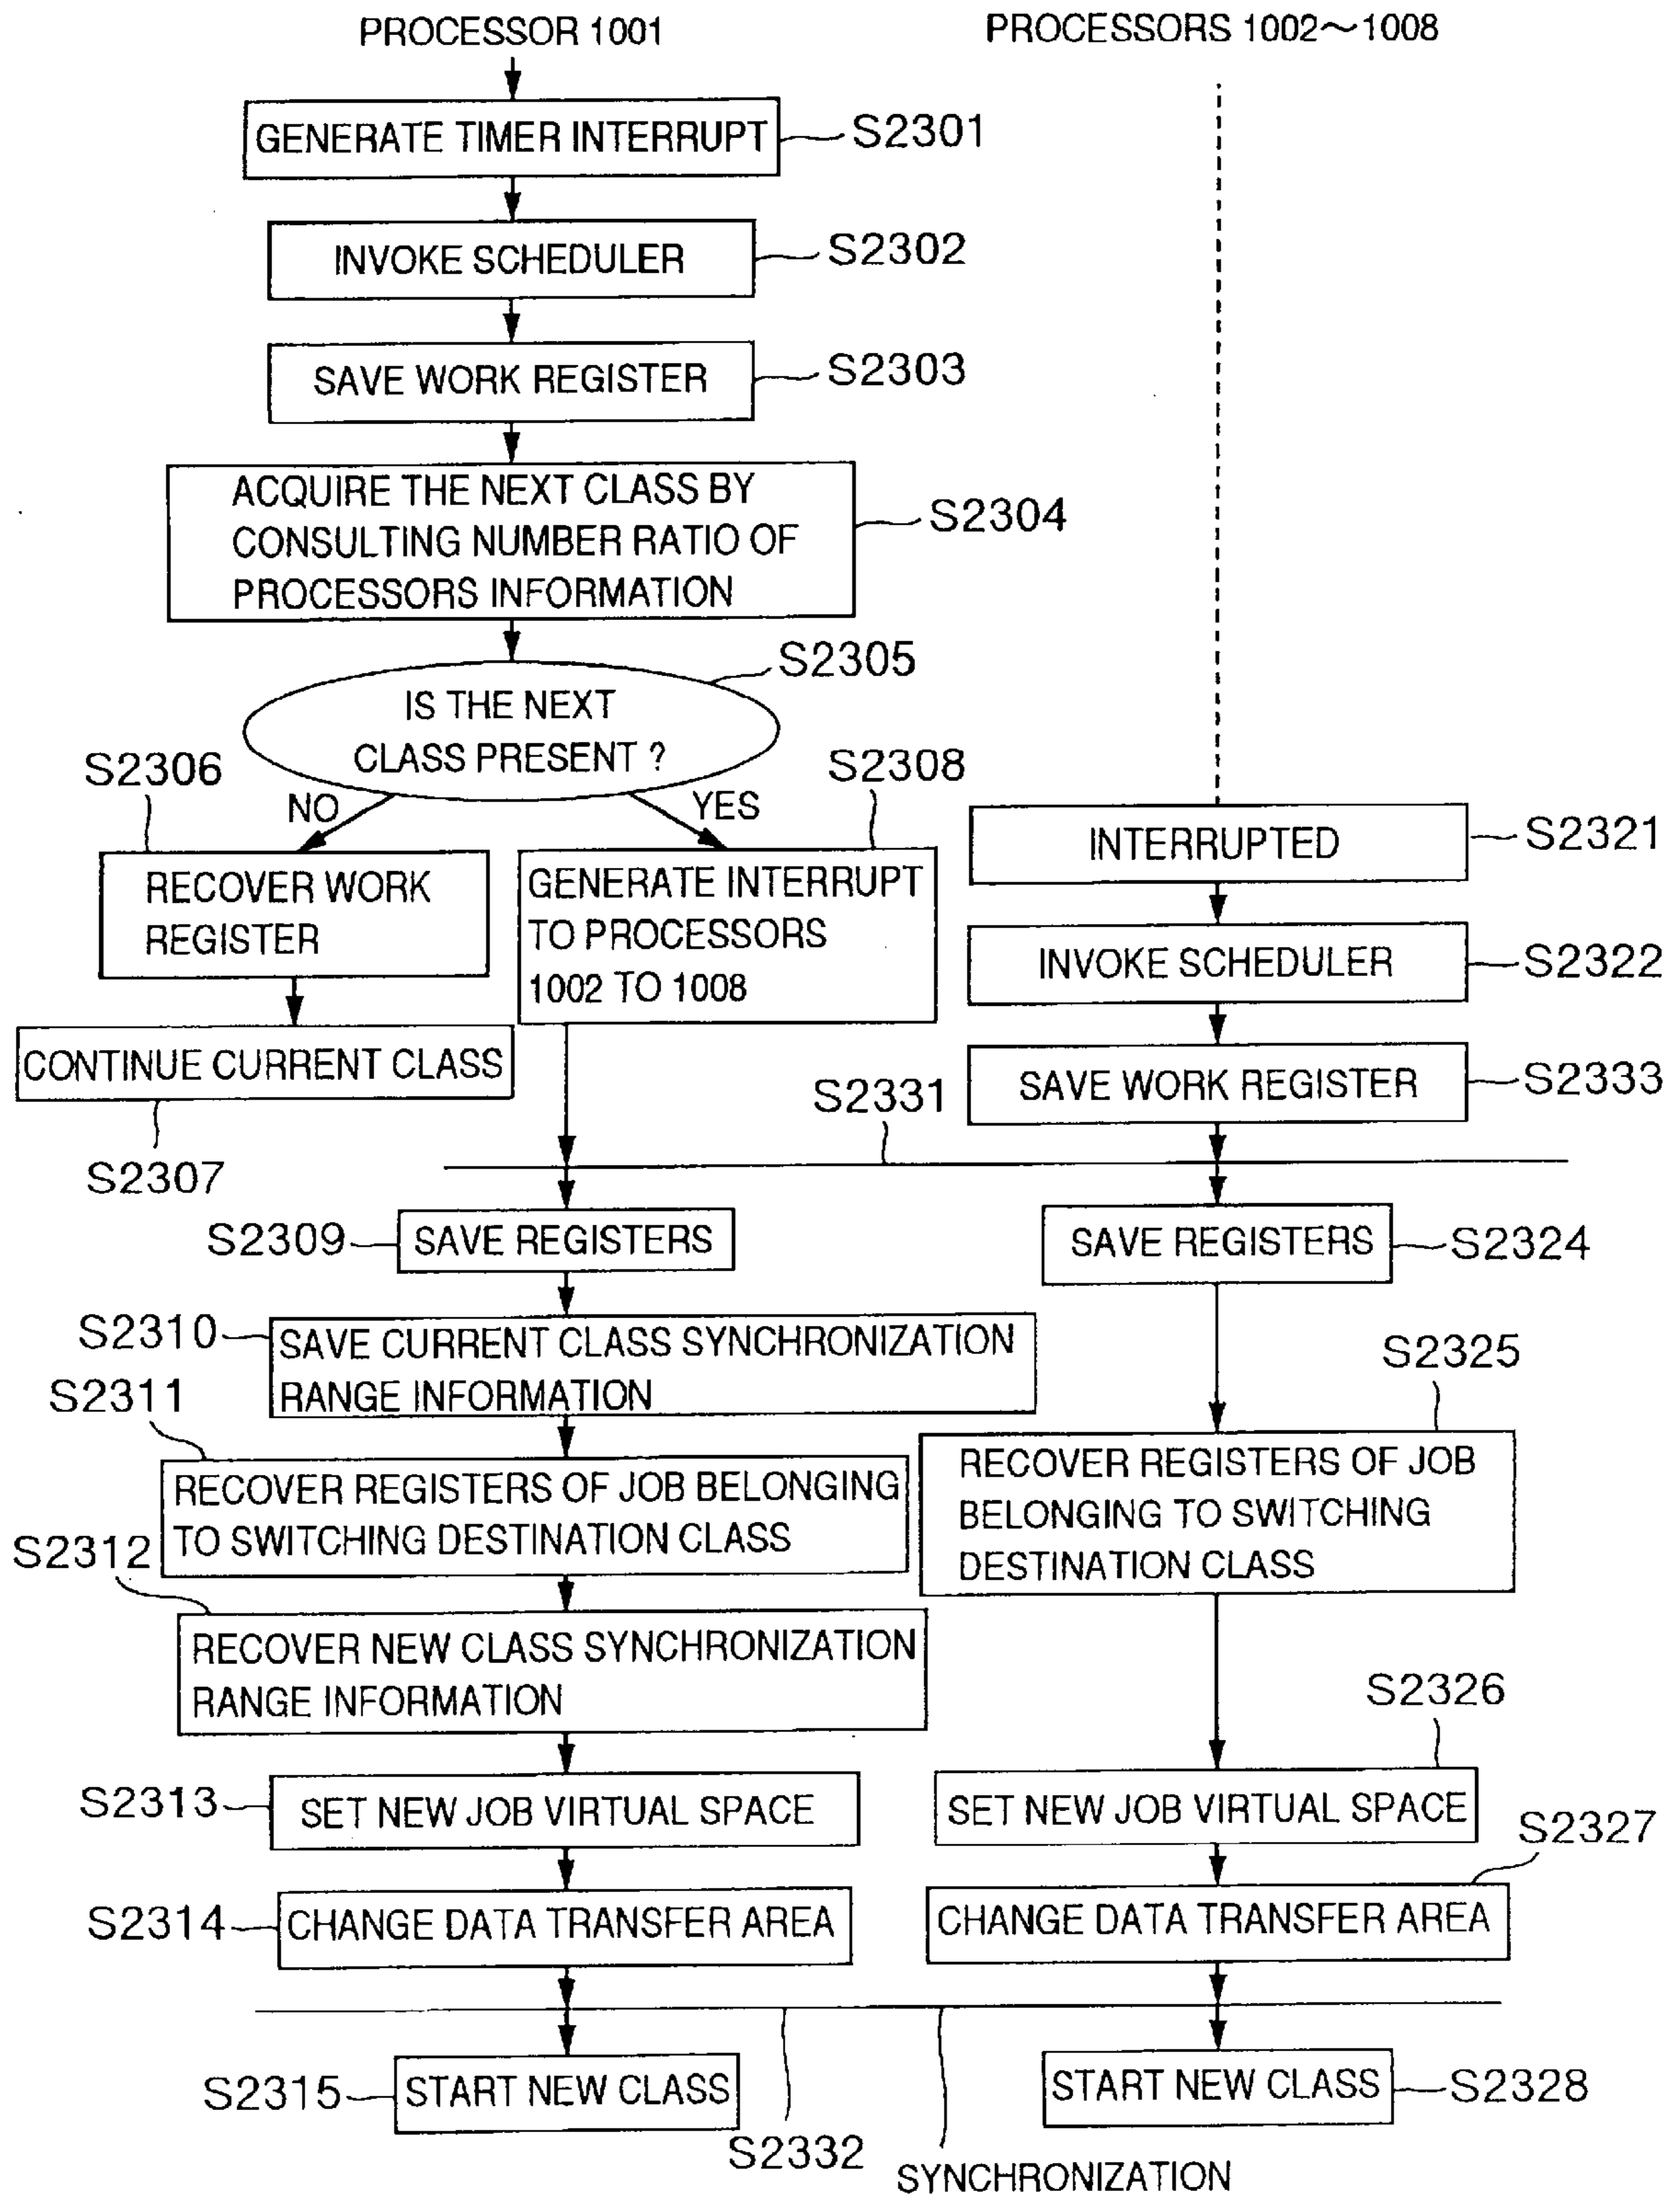 PROCESSOR 1001
PROCESSORS 1002~1008
GENERATE TIMER INTERRUPT
S2301
INVOKE SCHEDULER
S2302
SAVE WORK REGISTER
S2303
ACQUIRE THE NEXT CLASS BY
CONSULTING NUMBER RATIO OF
PROCESSORS INFORMATION
S2304
S2305
IS THE NEXT
CLASS PRESENT ?
S2306
NO
YES
S2308
RECOVER WORK
REGISTER
GENERATE INTERRUPT
TO PROCESSORS
1002 TO 1008
INTERRUPTED
S2321
INVOKE SCHEDULER
S2322
CONTINUE CURRENT CLASS
S2307
SAVE WORK REGISTER
S2333
S2331
S2309
SAVE REGISTERS
SAVE REGISTERS
S2324
S2310
SAVE CURRENT CLASS SYNCHRONIZATION
RANGE INFORMATION
S2325
S2311
RECOVER REGISTERS OF JOB BELONGING
TO SWITCHING DESTINATION CLASS
RECOVER REGISTERS OF JOB
BELONGING TO SWITCHING
DESTINATION CLASS
S2312
RECOVER NEW CLASS SYNCHRONIZATION
RANGE INFORMATION
S2326
S2313
SET NEW JOB VIRTUAL SPACE
SET NEW JOB VIRTUAL SPACE
S2327
S2314
CHANGE DATA TRANSFER AREA
CHANGE DATA TRANSFER AREA
S2315
START NEW CLASS
START NEW CLASS
S2328
S2332
SYNCHRONIZATION